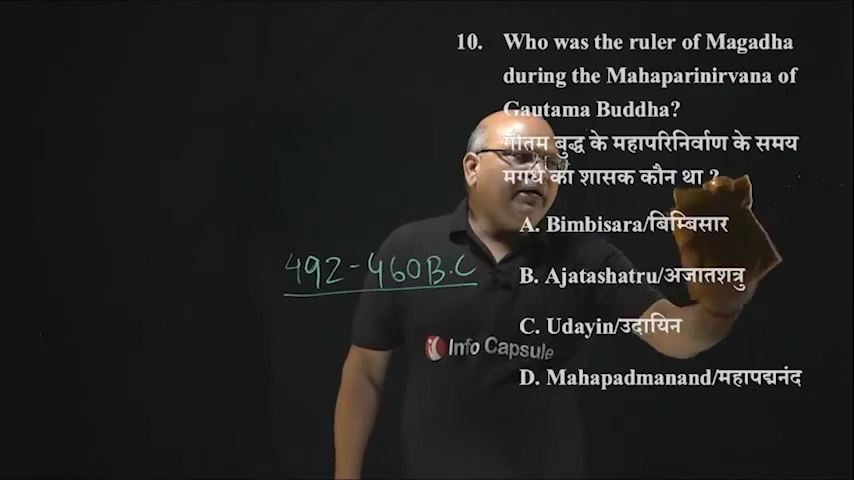 10. Who was the ruler of Magadha
during the Mahaparinirvana of
Gautama Buddha?
गौतम बुद्ध के महापरिनिर्वाण के समय
मगध का शासक कौन था ?
A. Bimbisara/बिम्बिसार
492-460B.C
B. Ajatashatru/अजातशत्रु
C. Udayin/उदायिन
Info Capsule
D. Mahapadmanand/महापद्मनंद